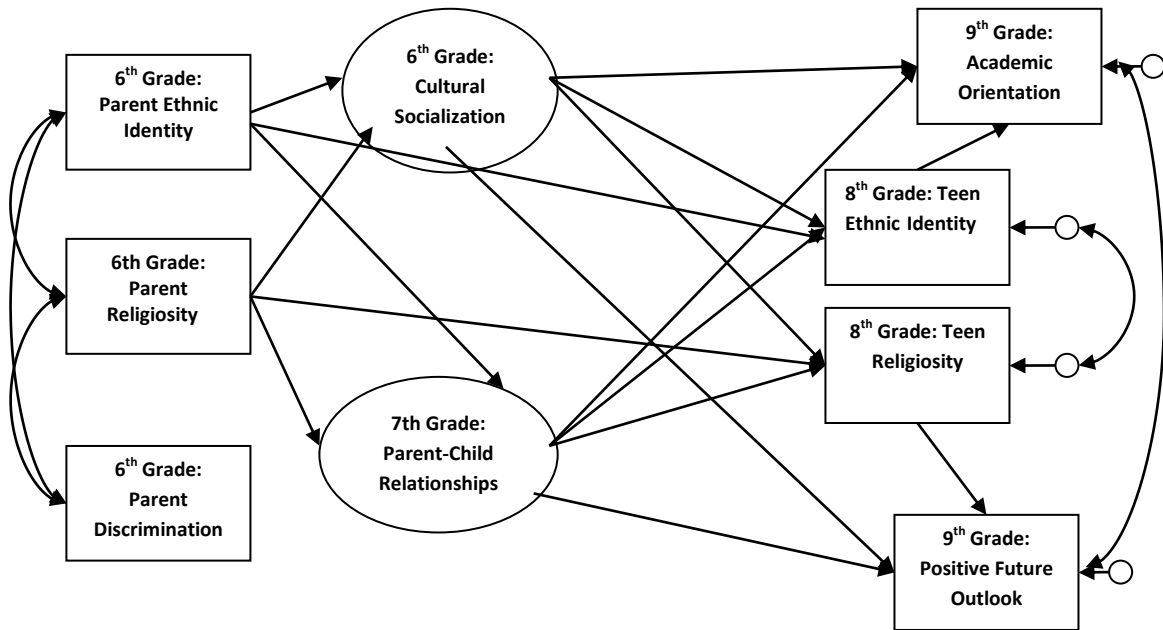 6th Grade:
Parent Ethnic
Identity
6th Grade:
Parent
Religiosity
6th Grade:
Parent
Discrimination
6th Grade:
Cultural
Socialization
7th Grade:
Parent-Child
Relationships
9th Grade:
Academic
Orientation
8th Grade: Teen
Ethnic Identity
8th Grade: Teen
Religiosity
9th Grade:
Positive Future
Outlook